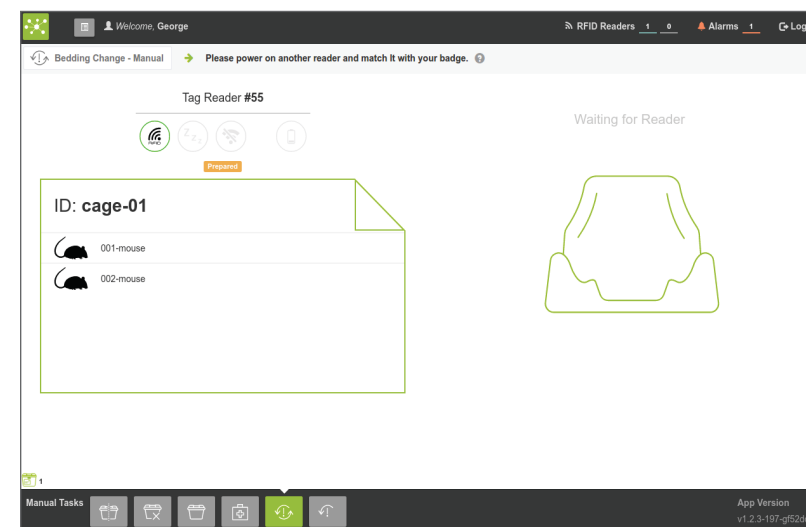 Welcome, George
RFID Readers 1 0
Alarms 1
Log
Bedding Change - Manual
Please power on another reader and match It with your badge.
Tag Reader #55
Waiting for Reader
RFID
Z Z Z
Prepared
ID: cage-01
001-mouse
002-mouse
1
Manual Tasks
App Version